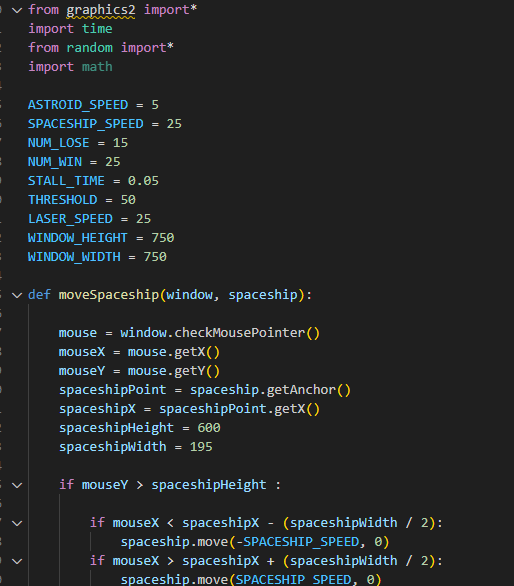 from graphics2 import*
import time
from random import*
import math
ASTROID_SPEED = 5
SPACESHIP_SPEED = 25
NUM_LOSE = 15
NUM_WIN = 25
STALL_TIME = 0.05
THRESHOLD = 50
LASER_SPEED = 25
WINDOW_HEIGHT = 750
WINDOW_WIDTH = 750
def moveSpaceship(window, spaceship):
mouse = window.checkMousePointer()
mouseX = mouse.getX()
mouseY = mouse.getY()
spaceshipPoint = spaceship.getAnchor()
spaceshipX = spaceshipPoint.getX()
spaceshipHeight = 600
spaceshipWidth = 195
if mouseY > spaceshipHeight :
if mouseX < spaceshipX - (spaceshipWidth / 2):
spaceship.move(-SPACESHIP_SPEED, 0)
if mouseX > spaceshipX + (spaceshipWidth / 2):
spaceship.move(SPACESHIP_SPEED, 0)